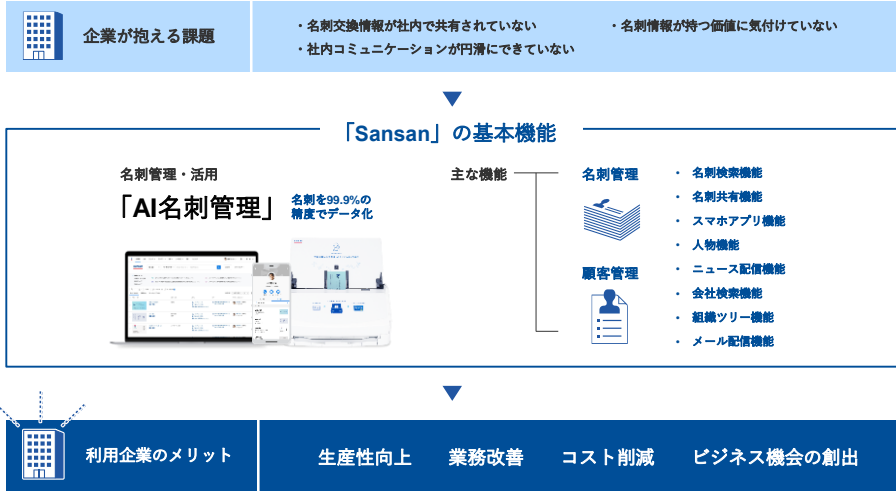 企業が抱える課題
・名刺交換情報が社内で共有されていない
・名刺情報が持つ価値に気付けていない
・社内コミュニケーションが円滑にできていない
「Sansan」の基本機能
名刺管理・活用
「AI名刺管理」
名刺を99.9%の
精度でデータ化
主な機能
名刺管理
・ 名刺検索機能
・ 名刺共有機能
・ スマホアプリ機能
・ 人物機能
顧客管理
・ ニュース配信機能
・ 会社検索機能
・ 組織ツリー機能
・ メール配信機能
利用企業のメリット
生産性向上
業務改善
コスト削減
ビジネス機会の創出